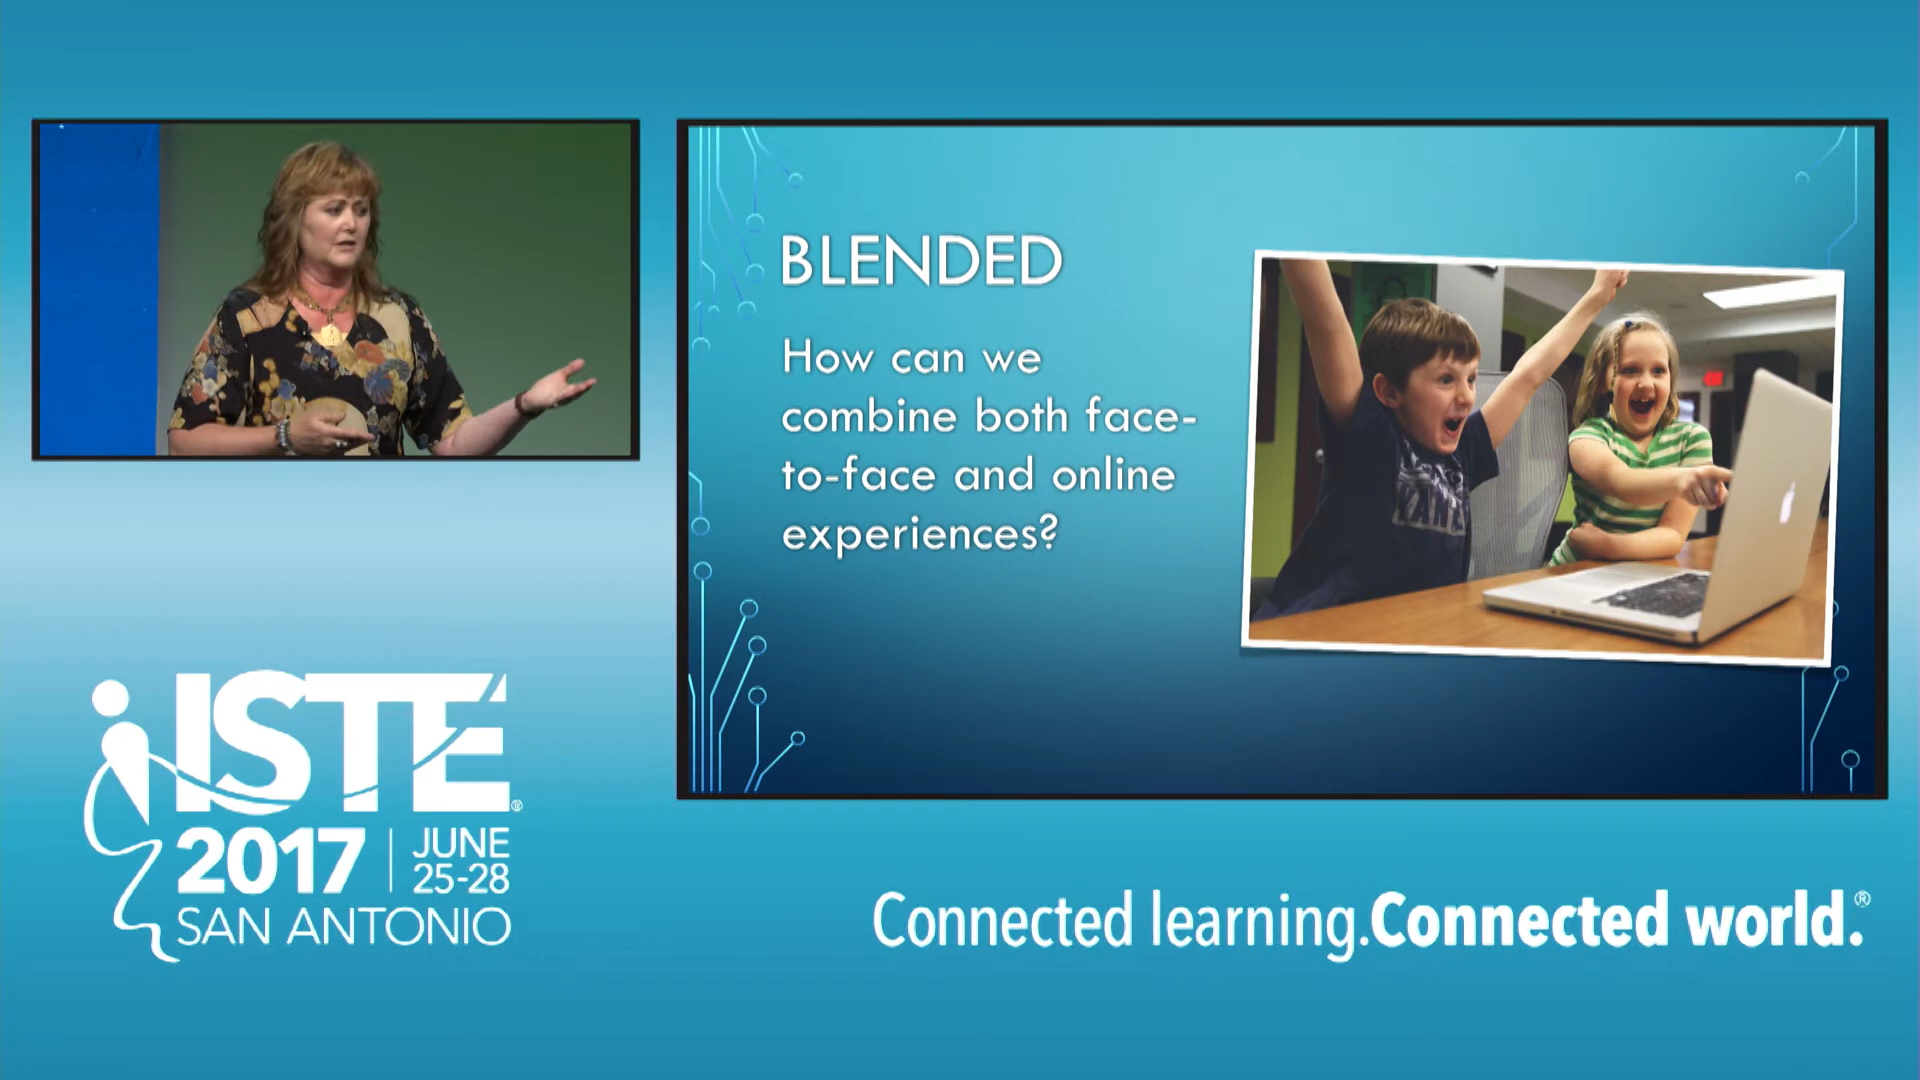 BLENDED
How can we
combine both face-
to-face and online
experiences?
ISTE®
2017 | JUNE
25-28
SAN ANTONIO
Connected learning.Connected world.®